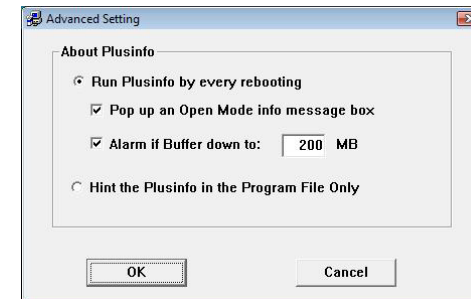 Advanced Setting
About Plusinfo
Run Plusinfo by every rebooting
Pop up an Open Mode info message box
Alarm if Buffer down to: 200 MB
Hint the Plusinfo in the Program File Only
OK Cancel